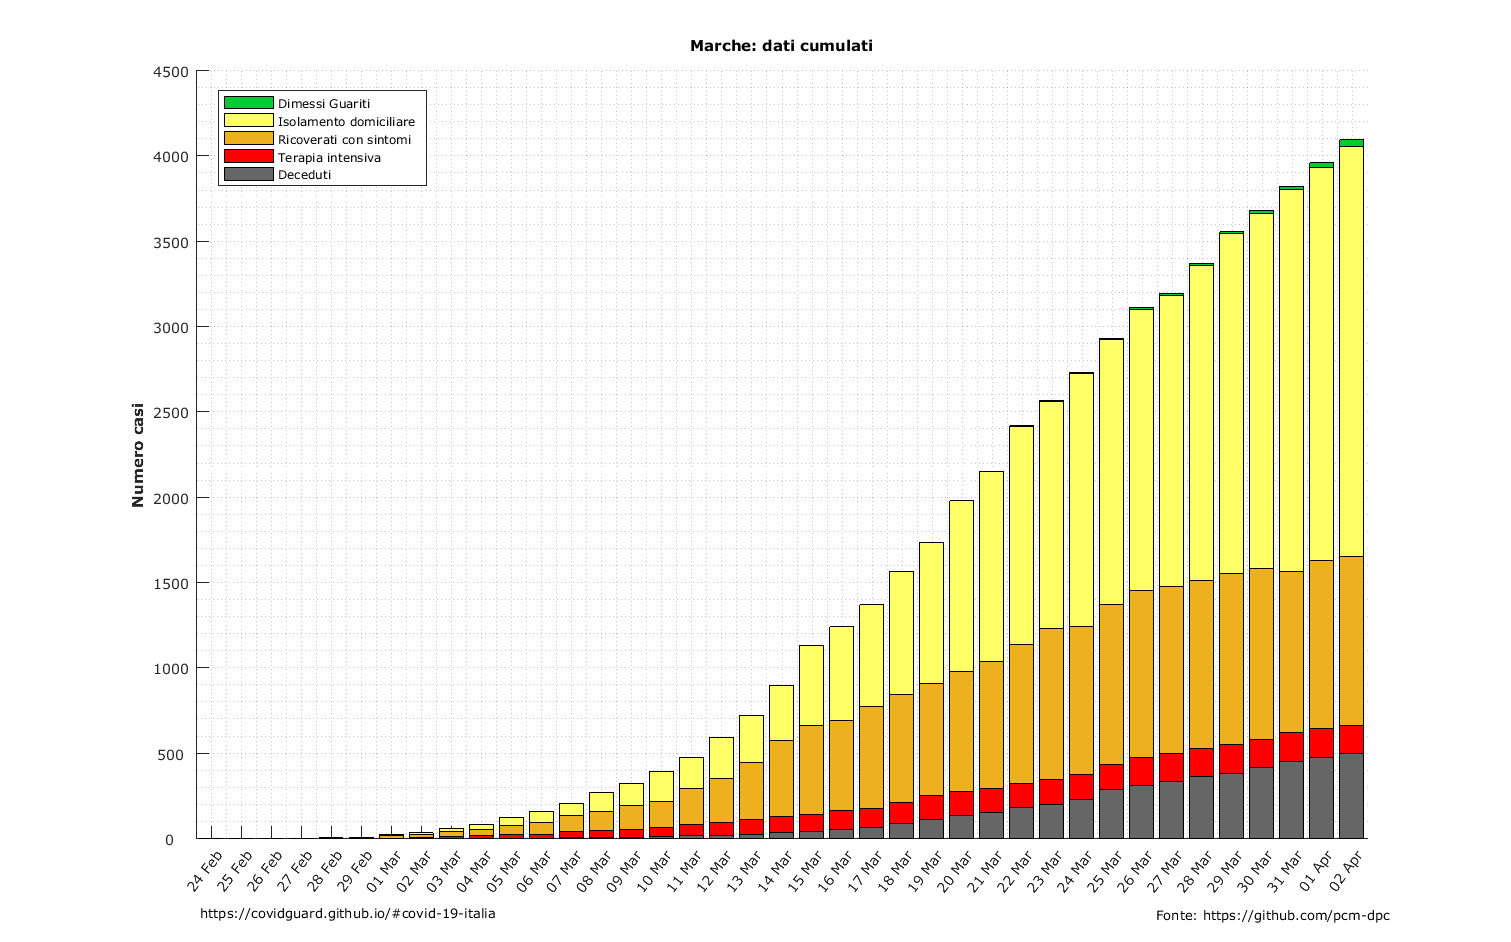 Marche: dati cumulati
4500
4000
3500
3000
2500
2000
1500
1000
500
0
Numero casi
Dimessi Guariti
Isolamento domiciliare
Ricoverati con sintomi
Terapia intensiva
Deceduti
24 Feb
25 Feb
26 Feb
27 Feb
28 Feb
29 Feb
01 Mar
02 Mar
03 Mar
04 Mar
05 Mar
06 Mar
07 Mar
08 Mar
09 Mar
10 Mar
11 Mar
12 Mar
13 Mar
14 Mar
15 Mar
16 Mar
17 Mar
18 Mar
19 Mar
20 Mar
21 Mar
22 Mar
23 Mar
24 Mar
25 Mar
26 Mar
27 Mar
28 Mar
29 Mar
30 Mar
31 Mar
01 Apr
02 Apr
https://covidguard.github.io/#covid-19-italia
Fonte: https://github.com/pcm-dpc